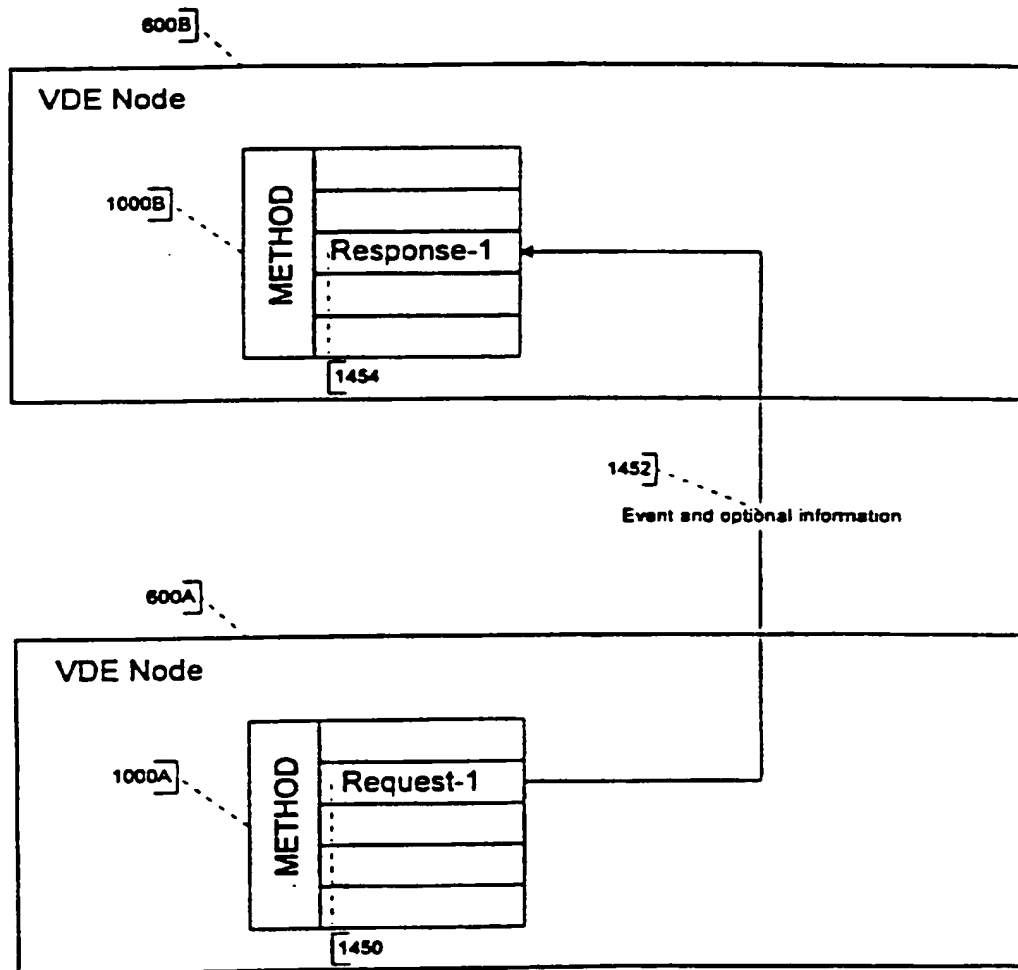 600B
VDE Node
1000B
METHOD
Response-1
1454
1452
Event and optional information
600A
VDE Node
1000A
METHOD
Request-1
1450